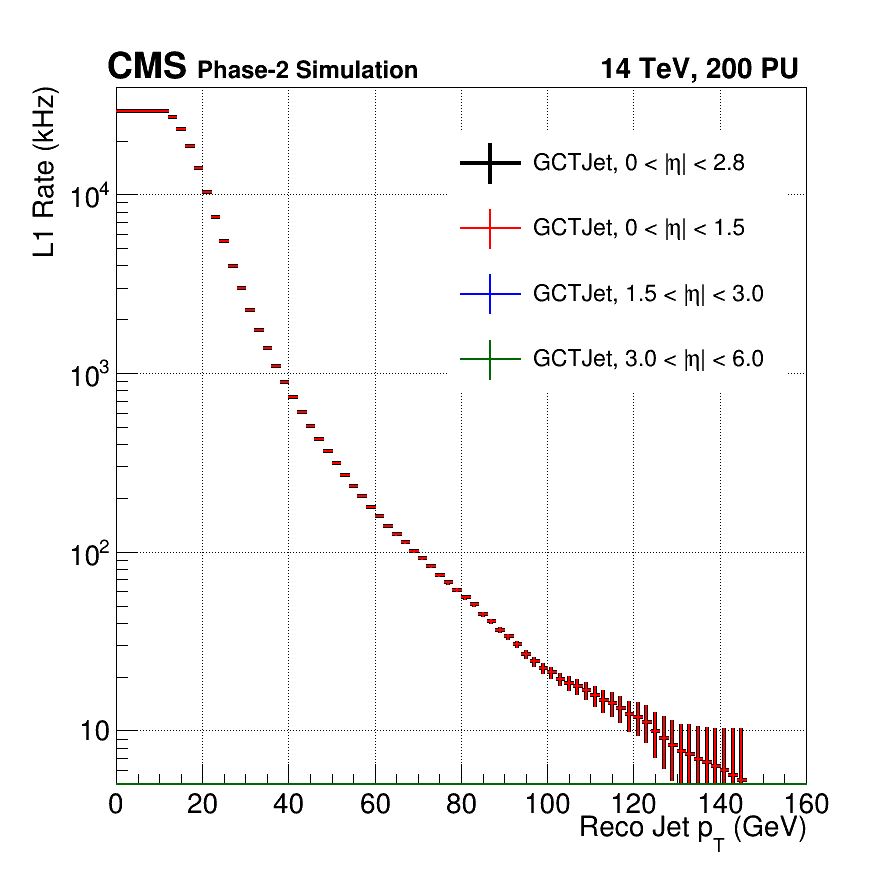 CMS Phase-2 Simulation 14 TeV, 200 PU
L1 Rate (kHz)
GCTJet, 0 < |η| < 2.8
GCTJet, 0 < |η| < 1.5
GCTJet, 1.5 < |η| < 3.0
GCTJet, 3.0 < |η| < 6.0
10⁴
10³
10²
10
0 20 40 60 80 100 120 140 160
Reco Jet p_T (GeV)